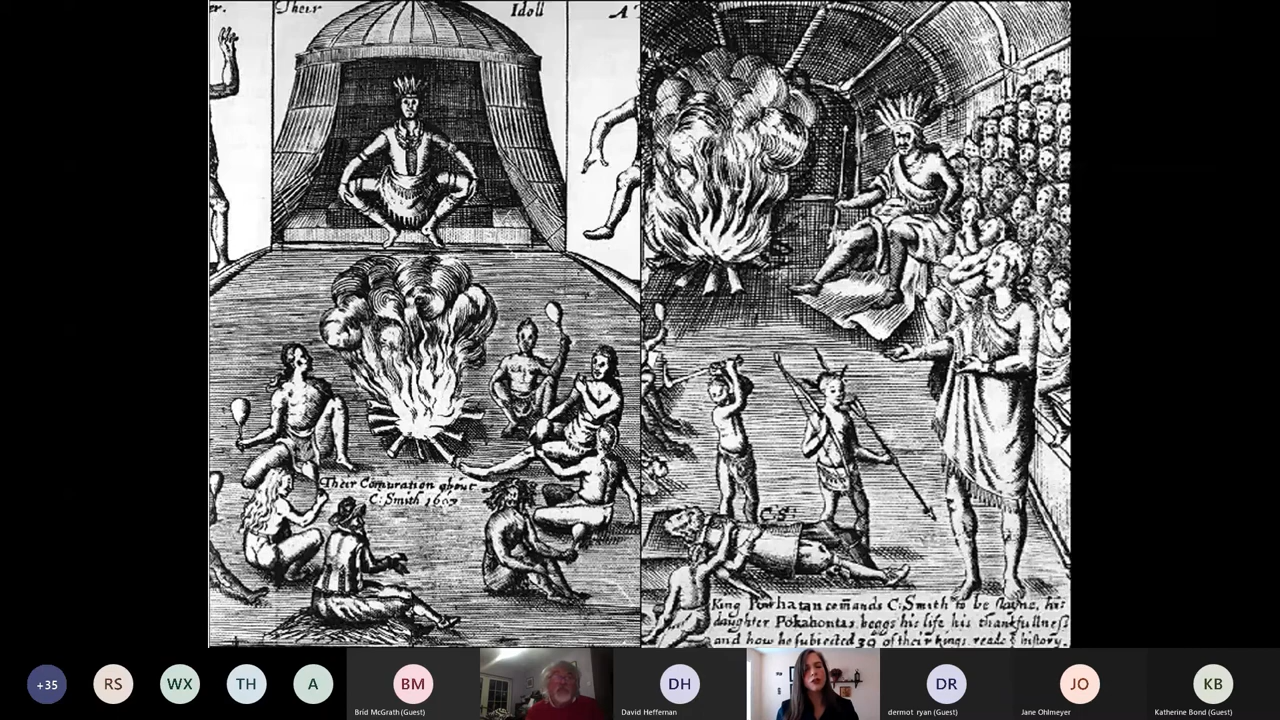 er. Their Idoll A
Their Coniuration about
C: Smith 1607
C.S.
King Powhatan comands C: Smith to be slayne, his
daughter Pokahontas beggs his life his thankfullness
and how he subiected 39 of their kings. reade ye history.
+35 RS WX TH A BM DH DR JO KB
Brid McGrath (Guest) David Heffernan dermot ryan (Guest) Jane Ohlmeyer Katherine Bond (Guest)